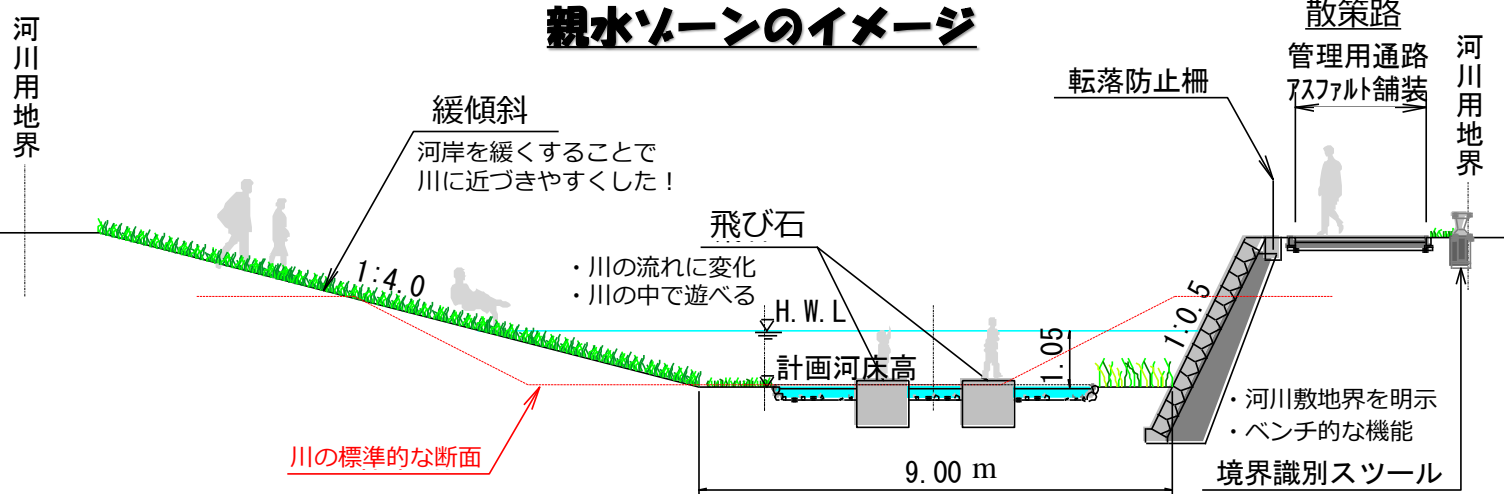 親水ゾーンのイメージ
河川用地界
散策路
管理用通路
アスファルト舗装
河川用地界
転落防止柵
緩傾斜
河岸を緩くすることで
川に近づきやすくした！
飛び石
・川の流れに変化
・川の中で遊べる
1:4.0
H.W.L
1:0.5
1.05
計画河床高
・河川敷地界を明示
・ベンチ的な機能
境界識別スツール
川の標準的な断面
9.00 m